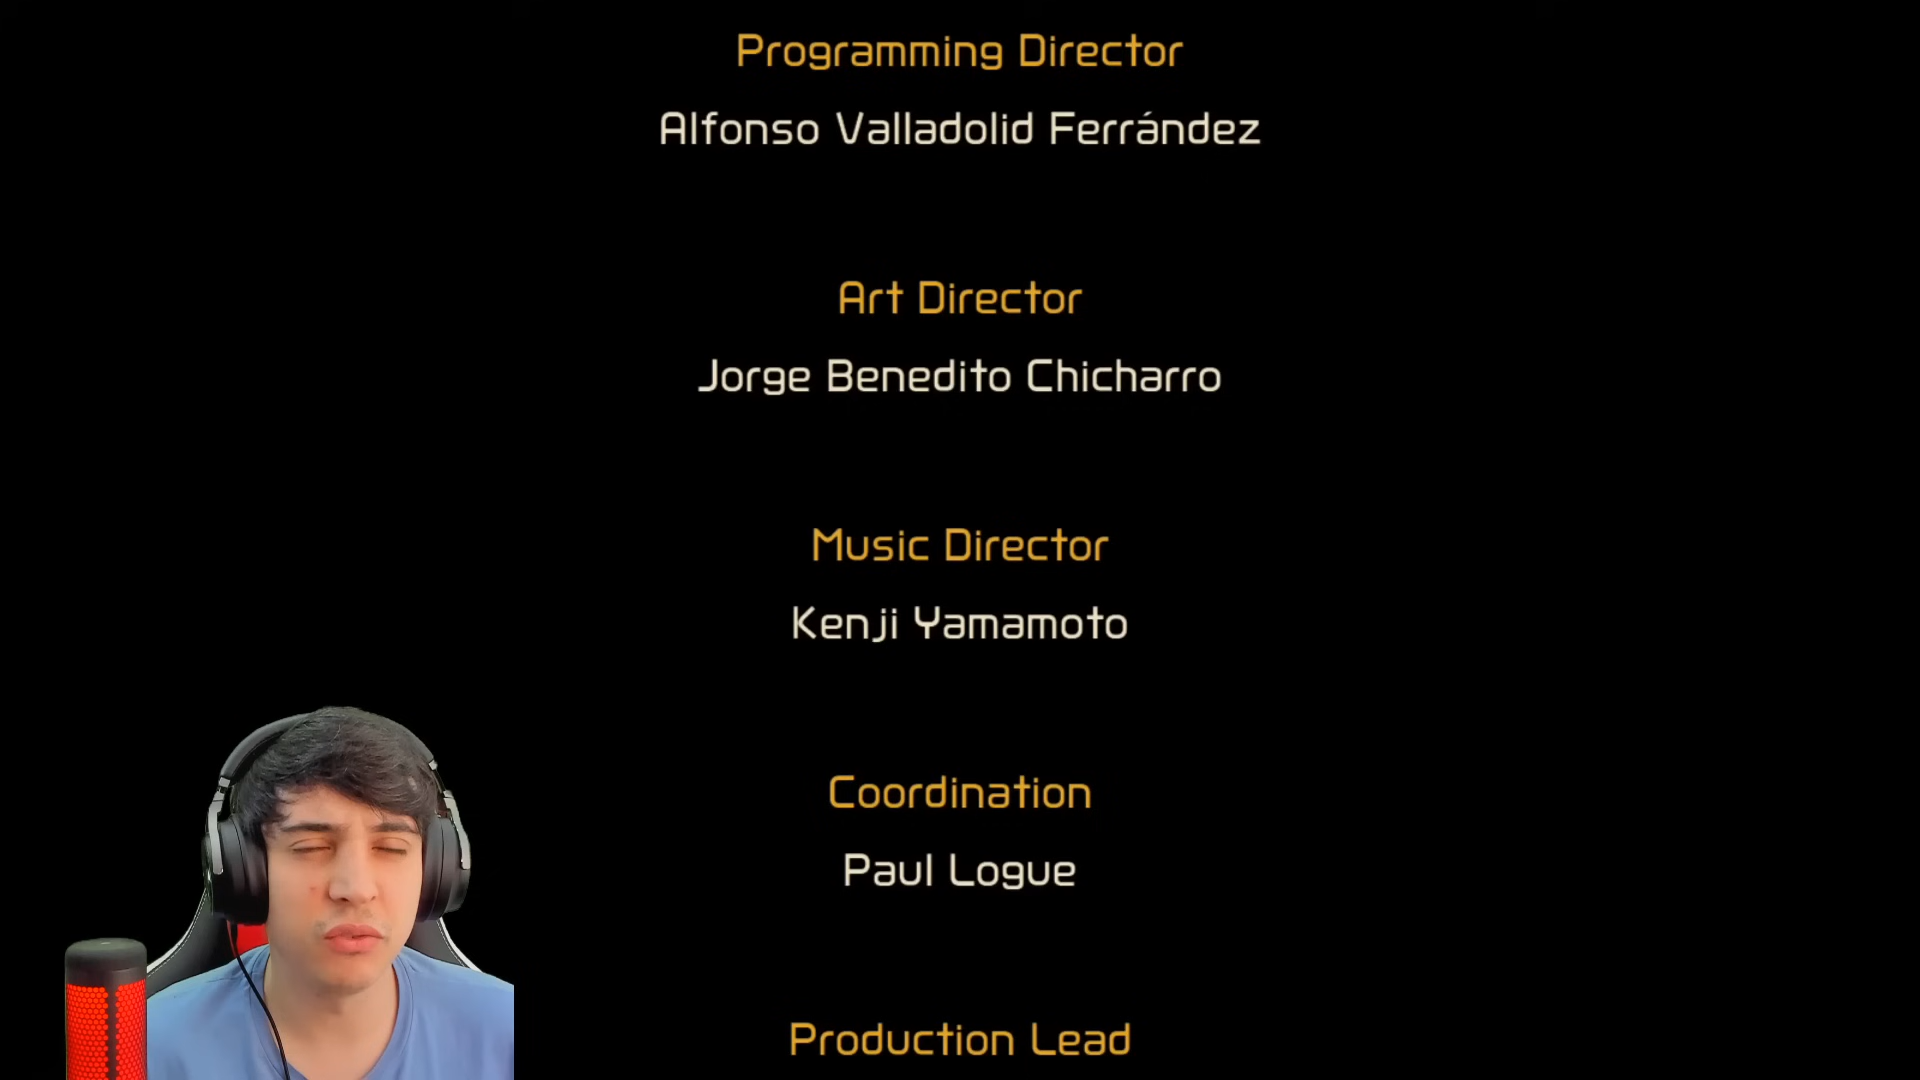 Programming Director
Alfonso Valladolid Ferrández
Art Director
Jorge Benedito Chicharro
Music Director
Kenji Yamamoto
Coordination
Paul Logue
Production Lead